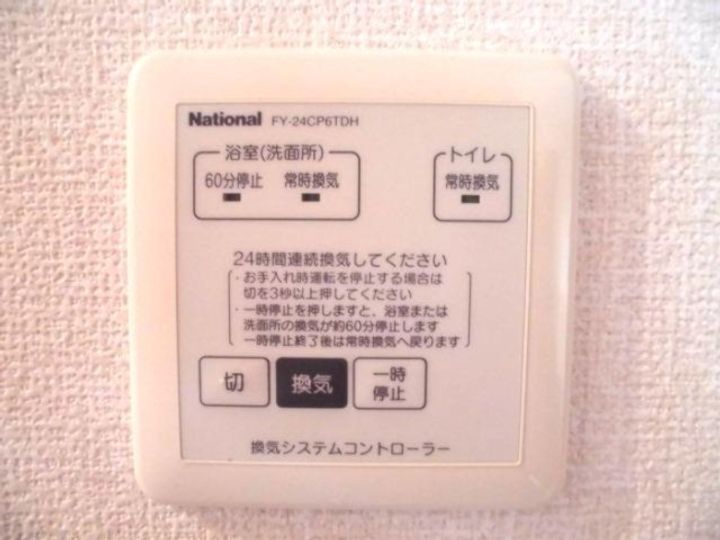 National FY-24CP6TDH
浴室(洗面所)
60分停止 常時換気
トイレ
常時換気
24時間連続換気してください
・お手入れ時運転を停止する場合は
切を3秒以上押してください
・一時停止を押しますと、浴室または
洗面所の換気が約60分停止します
一時停止終了後は常時換気へ戻ります
切
換気
一時
停止
換気システムコントローラー